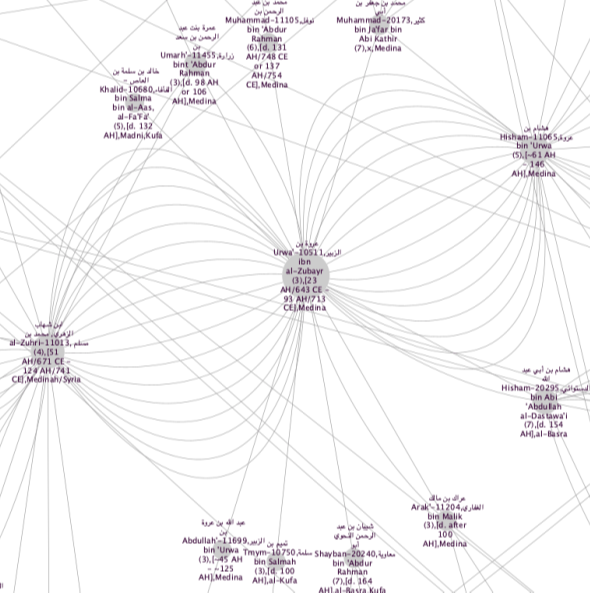 محمد بن عبد
الرحمن بن
Muhammad-11105,نوفل
bin 'Abdur
Rahman
(6),[d. 131
AH/748 CE
or 137
AH/754
CE],Medina
محمد بن جعفر بن
أبي
Muhammad-20173,كثير
bin Ja'far bin
Abi Kathir
(7),x,Medina
عمرة بنت عبد
الرحمن بن سعد
بن
Umarh'-11455,زرارة
bint 'Abdur
Rahman
(3),[d. 98 AH
or 106
AH],Medina
خالد بن سلمة بن
العاص -
Khalid-10680,الفافاء
bin Salma
bin al-Aas,
al-Fa'Fa'
(5),[d. 132
AH],Madni,Kufa
هشام بن
Hisham-11065,عروة
bin 'Urwa
(5),[~61 AH
- 146
AH],Medina
عروة بن
Urwa'-10511,الزبير
ibn
al-Zubayr
(3),[23
AH/643 CE -
93 AH/713
CE],Medina
ابن شهاب
الزهري, محمد بن
al-Zuhri-11013, مسلم
(4),[51
AH/671 CE -
124 AH/741
CE],Medinah/Syria
هشام بن أبي عبد
الله
Hisham-20295,الدستوائي
bin Abi
'Abdullah
al-Dastawa'i
(7),[d. 154
AH],al-Basra
عراك بن مالك
Arak'-11204,الغفاري
bin Malik
(3),[d. after
100
AH],Medina
عبد الله بن عروة
بن
Abdullah'-11699,الزبير
bin 'Urwa
(3),[~45 AH
- ~125
AH],Medina
تميم بن
Tmym-10750,سلمة
bin Salmah
(3),[d. 100
AH],al-Kufa
شيبان بن عبد
الرحمن النحوي
أبو
Shayban-20240,معاوية
bin 'Abdur
Rahman
(7),[d. 164
AH],al-Basra,Kufa